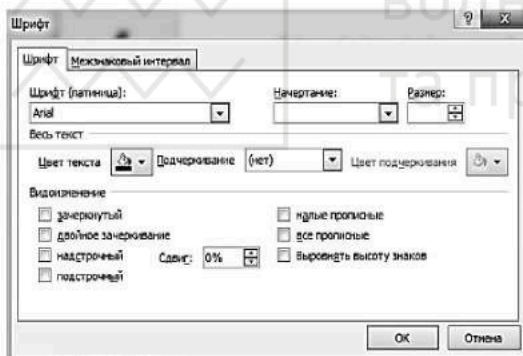 Шрифт
Шрифт Межзнаковый интервал
Шрифт (латиница): Начертание: Размер:
Arial
Весь текст
Цвет текста Подчеркивание (нет) Цвет подчеркивания
Видоизменение
зачеркнутый малые прописные
двойное зачеркивание все прописные
надстрочный Сдвиг: 0% Выровнять высоту знаков
подстрочный
ОК Отмена